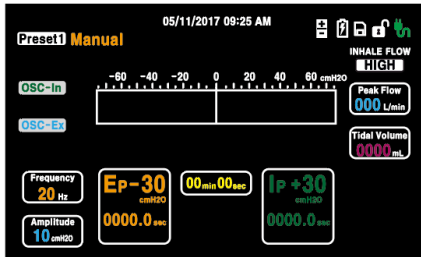 05/11/2017 09:25 AM
Preset1 Manual
INHALE FLOW
HIGH
-60 -40 -20 0 20 40 60 cmH2O
OSC-In
OSC-Ex
Peak Flow
000 L/min
Tidal Volume
0000 mL
Frequency
20 Hz
Amplitude
10 cmH2O
EP-30
cmH2O
0000.0 sec
00min00sec
IP+30
cmH2O
0000.0 sec